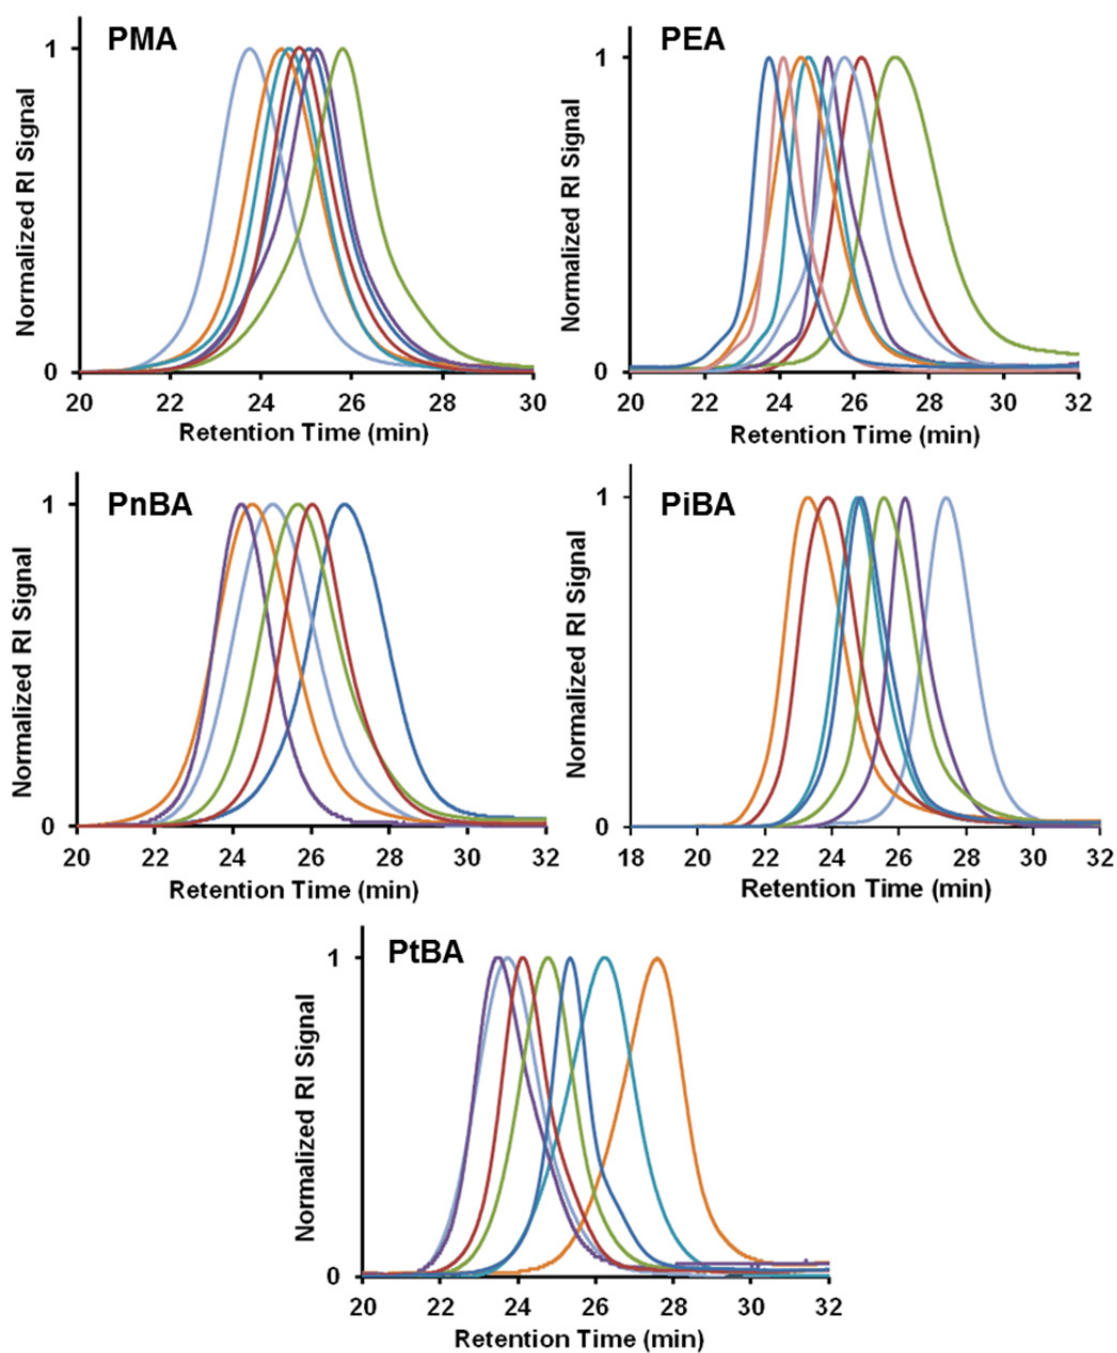 PMA
1
Normalized RI Signal
0
20 22 24 26 28 30
Retention Time (min)
PEA
1
Normalized RI Signal
0
20 22 24 26 28 30 32
Retention Time (min)
PnBA
1
Normalized RI Signal
0
20 22 24 26 28 30 32
Retention Time (min)
PiBA
1
Normalized RI Signal
0
18 20 22 24 26 28 30 32
Retention Time (min)
PtBA
1
Normalized RI Signal
0
20 22 24 26 28 30 32
Retention Time (min)